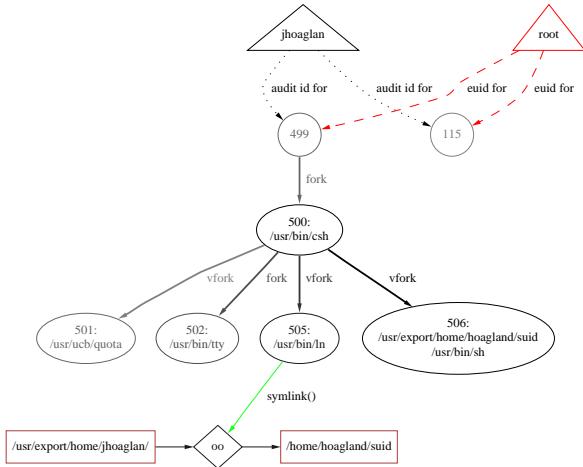 jhoaglan
root
audit id for
audit id for
euid for
euid for
499
115
fork
500:
/usr/bin/csh
vfork
fork
vfork
vfork
501:
/usr/ucb/quota
502:
/usr/bin/tty
505:
/usr/bin/ln
506:
/usr/export/home/hoagland/suid
/usr/bin/sh
symlink()
/usr/export/home/jhoaglan/
oo
/home/hoagland/suid